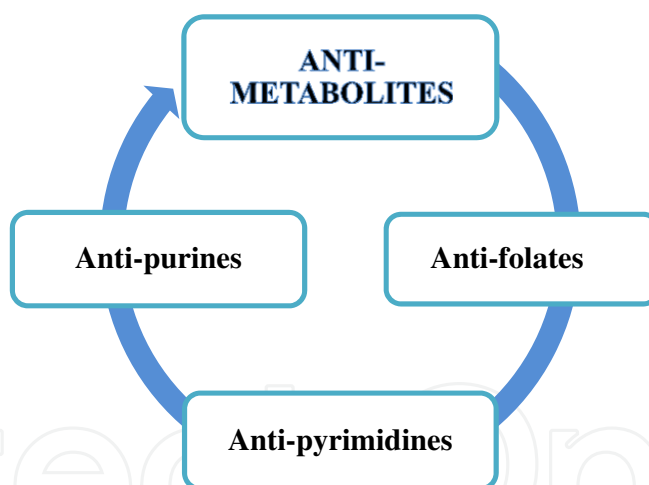 ANTI-
METABOLITES
Anti-purines
Anti-folates
Anti-pyrimidines